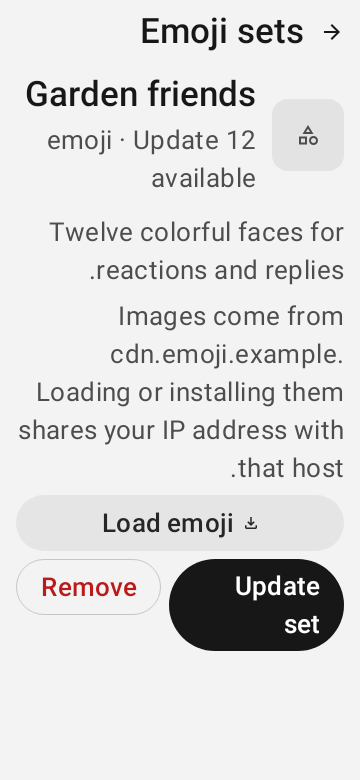 Emoji sets
Garden friends
emoji · Update 12
available
Twelve colorful faces for
.reactions and replies
Images come from
cdn.emoji.example.
Loading or installing them
shares your IP address with
.that host
Load emoji
Remove
Update
set